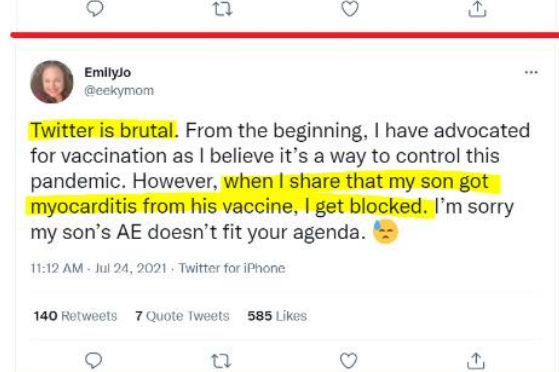 EmilyJo
@eekymom
Twitter is brutal. From the beginning, I have advocated
for vaccination as I believe it’s a way to control this
pandemic. However, when I share that my son got
myocarditis from his vaccine, I get blocked. I’m sorry
my son’s AE doesn’t fit your agenda. 😓
11:12 AM · Jul 24, 2021 · Twitter for iPhone
140 Retweets 7 Quote Tweets 585 Likes